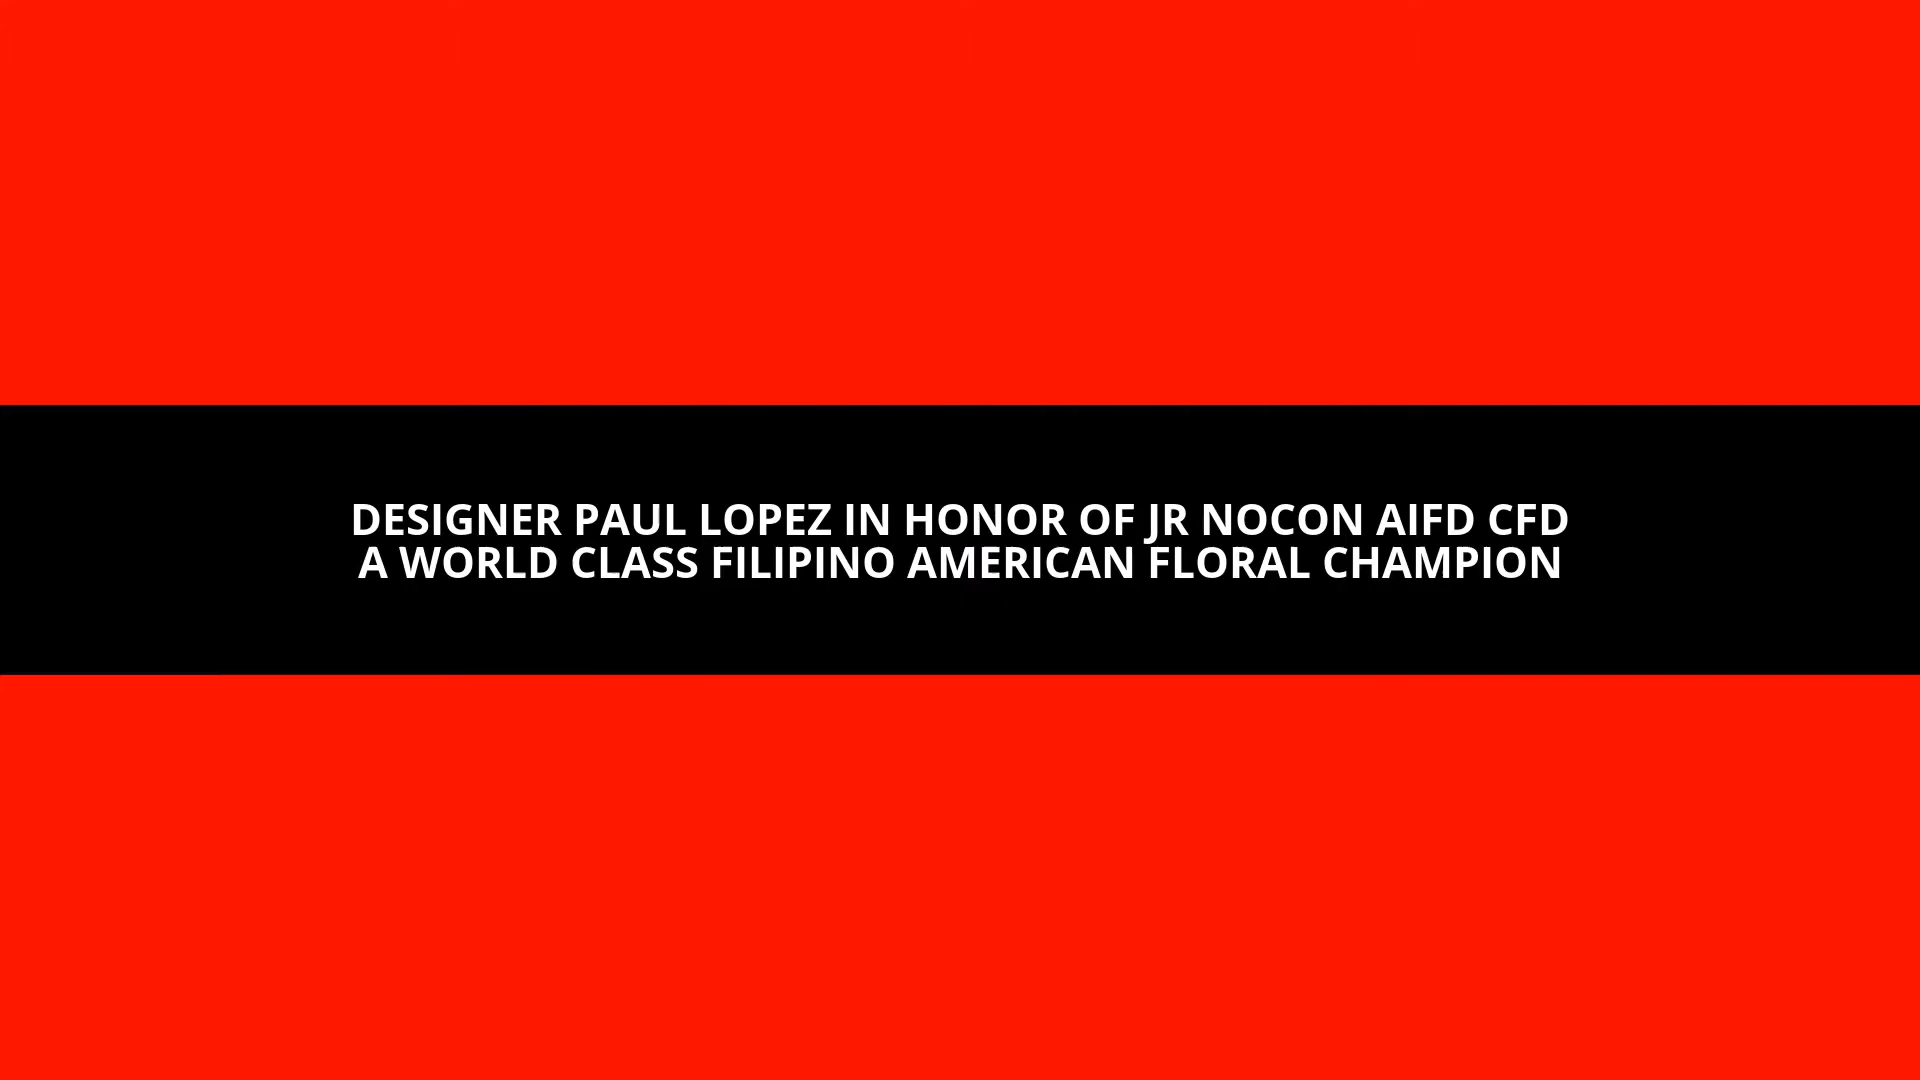 DESIGNER PAUL LOPEZ IN HONOR OF JR NOCON AIFD CFD
A WORLD CLASS FILIPINO AMERICAN FLORAL CHAMPION